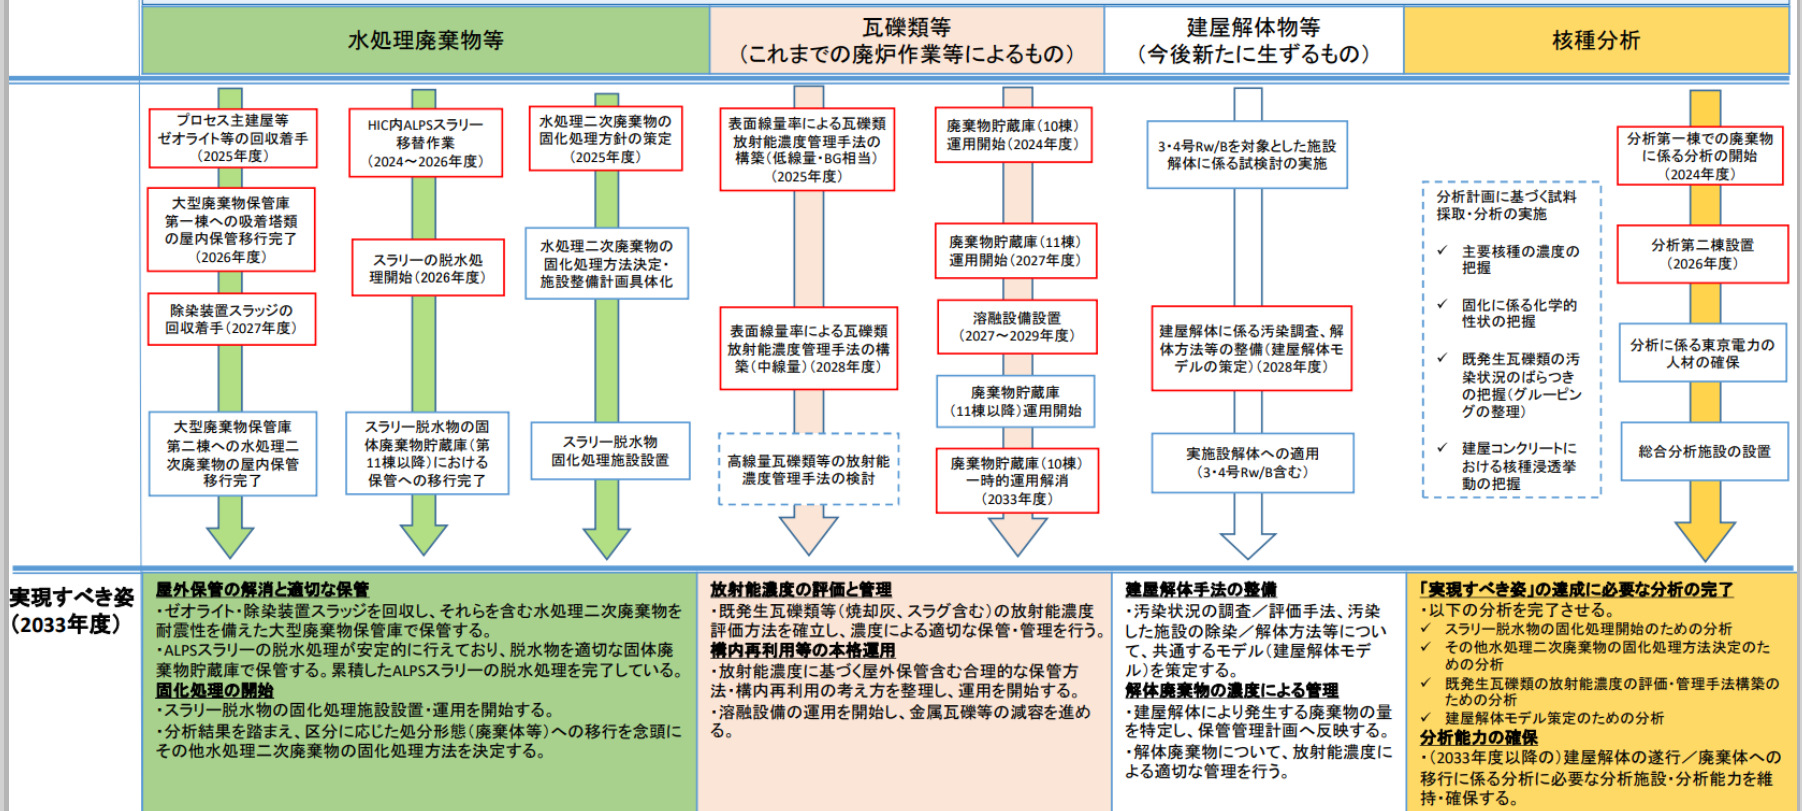 水処理廃棄物等
瓦礫類等
（これまでの廃炉作業等によるもの）
建屋解体物等
（今後新たに生ずるもの）
核種分析
プロセス主建屋等
ゼオライト等の回収着手
（2025年度）
大型廃棄物保管庫
第一棟への吸着塔類
の屋内保管移行完了
（2026年度）
除染装置スラッジの
回収着手（2027年度）
大型廃棄物保管庫
第二棟への水処理二
次廃棄物の屋内保管
移行完了
HIC内ALPSスラリー
移替作業
（2024～2026年度）
スラリーの脱水処
理開始（2026年度）
スラリー脱水物の固
体廃棄物貯蔵庫（第
11棟以降）における
保管への移行完了
水処理二次廃棄物の
固化処理方針の策定
（2025年度）
水処理二次廃棄物の
固化処理方法決定・
施設整備計画具体化
スラリー脱水物
固化処理施設設置
表面線量率による瓦礫類
放射能濃度管理手法の
構築（低線量・BG相当）
（2025年度）
表面線量率による瓦礫類
放射能濃度管理手法の構
築（中線量）（2028年度）
高線量瓦礫類等の放射能
濃度管理手法の検討
廃棄物貯蔵庫（10棟）
運用開始（2024年度）
廃棄物貯蔵庫（11棟）
運用開始（2027年度）
溶融設備設置
（2027～2029年度）
廃棄物貯蔵庫
（11棟以降）運用開始
廃棄物貯蔵庫（10棟）
一時的運用解消
（2033年度）
3・4号Rw/Bを対象とした施設
解体に係る試検討の実施
建屋解体に係る汚染調査、解
体方法等の整備（建屋解体モ
デルの策定）（2028年度）
実施設解体への適用
（3・4号Rw/B含む）
分析計画に基づく試料
採取・分析の実施
✓ 主要核種の濃度の
把握
✓ 固化に係る化学的
性状の把握
✓ 既発生瓦礫類の汚
染状況のばらつき
の把握（グルーピン
グの整理）
✓ 建屋コンクリートに
おける核種浸透挙
動の把握
分析第一棟での廃棄物
に係る分析の開始
（2024年度）
分析第二棟設置
（2026年度）
分析に係る東京電力の
人材の確保
総合分析施設の設置
実現すべき姿
（2033年度）
屋外保管の解消と適切な保管
・ゼオライト・除染装置スラッジを回収し、それらを含む水処理二次廃棄物を
耐震性を備えた大型廃棄物保管庫で保管する。
・ALPSスラリーの脱水処理が安定的に行えており、脱水物を適切な固体廃
棄物貯蔵庫で保管する。累積したALPSスラリーの脱水処理を完了している。
固化処理の開始
・スラリー脱水物の固化処理施設設置・運用を開始する。
・分析結果を踏まえ、区分に応じた処分形態（廃棄体等）への移行を念頭に
その他水処理二次廃棄物の固化処理方法を決定する。
放射能濃度の評価と管理
・既発生瓦礫類等（焼却灰、スラグ含む）の放射能濃度
評価方法を確立し、濃度による適切な保管・管理を行う。
構内再利用等の本格運用
・放射能濃度に基づく屋外保管含む合理的な保管方
法・構内再利用の考え方を整理し、運用を開始する。
・溶融設備の運用を開始し、金属瓦礫等の減容を進め
る。
建屋解体手法の整備
・汚染状況の調査／評価手法、汚染
した施設の除染／解体方法等につい
て、共通するモデル（建屋解体モデ
ル）を策定する。
解体廃棄物の濃度による管理
・建屋解体により発生する廃棄物の量
を特定し、保管管理計画へ反映する。
・解体廃棄物について、放射能濃度に
よる適切な管理を行う。
「実現すべき姿」の達成に必要な分析の完了
・以下の分析を完了させる。
✓ スラリー脱水物の固化処理開始のための分析
✓ その他水処理二次廃棄物の固化処理方法決定のた
めの分析
✓ 既発生瓦礫類の放射能濃度の評価・管理手法構築の
ための分析
✓ 建屋解体モデル策定のための分析
分析能力の確保
・（2033年度以降の）建屋解体の遂行／廃棄体への
移行に係る分析に必要な分析施設・分析能力を維
持・確保する。